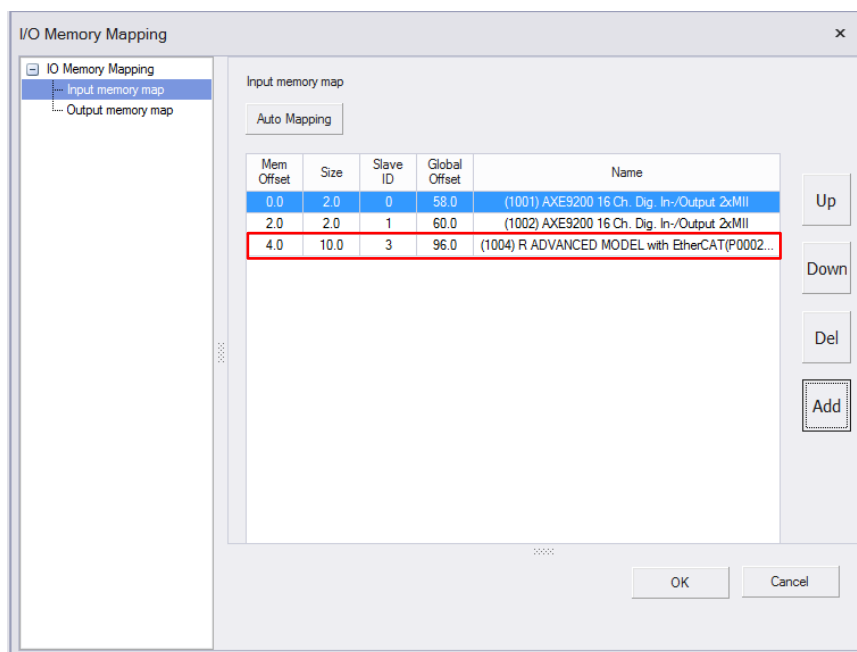 I/O Memory Mapping
IO Memory Mapping
Input memory map
Output memory map
Input memory map
Auto Mapping
Mem Offset Size Slave ID Global Offset Name
0.0 2.0 0 58.0 (1001) AXE9200 16 Ch. Dig. In-/Output 2xMII
2.0 2.0 1 60.0 (1002) AXE9200 16 Ch. Dig. In-/Output 2xMII
4.0 10.0 3 96.0 (1004) R ADVANCED MODEL with EtherCAT(P0002...
Up
Down
Del
Add
OK Cancel